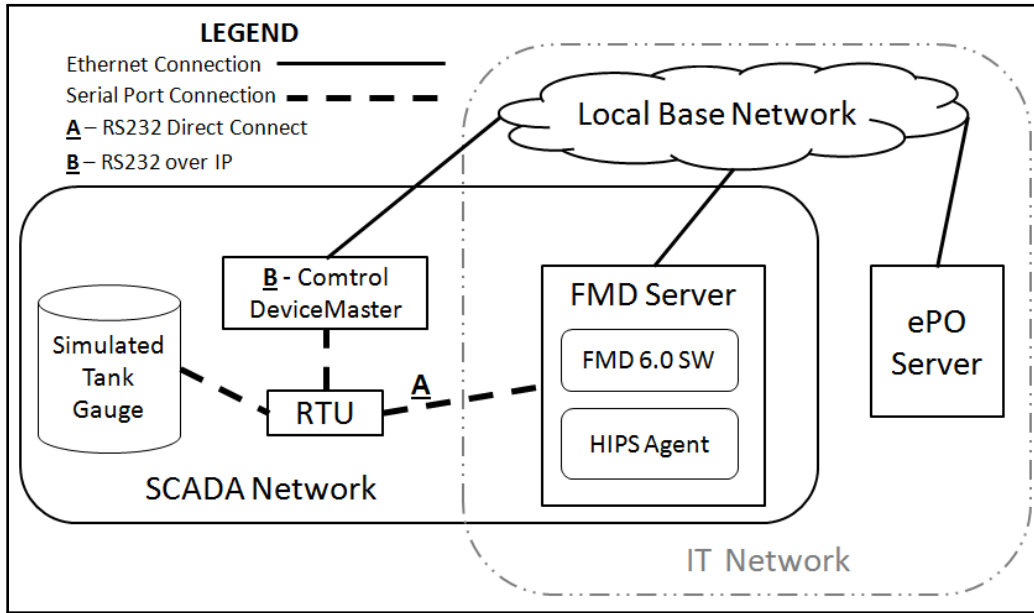 LEGEND
Ethernet Connection
Serial Port Connection
A – RS232 Direct Connect
B – RS232 over IP
Local Base Network
B - Comtrol
DeviceMaster
FMD Server
FMD 6.0 SW
HIPS Agent
ePO
Server
Simulated
Tank
Gauge
RTU
A
SCADA Network
IT Network